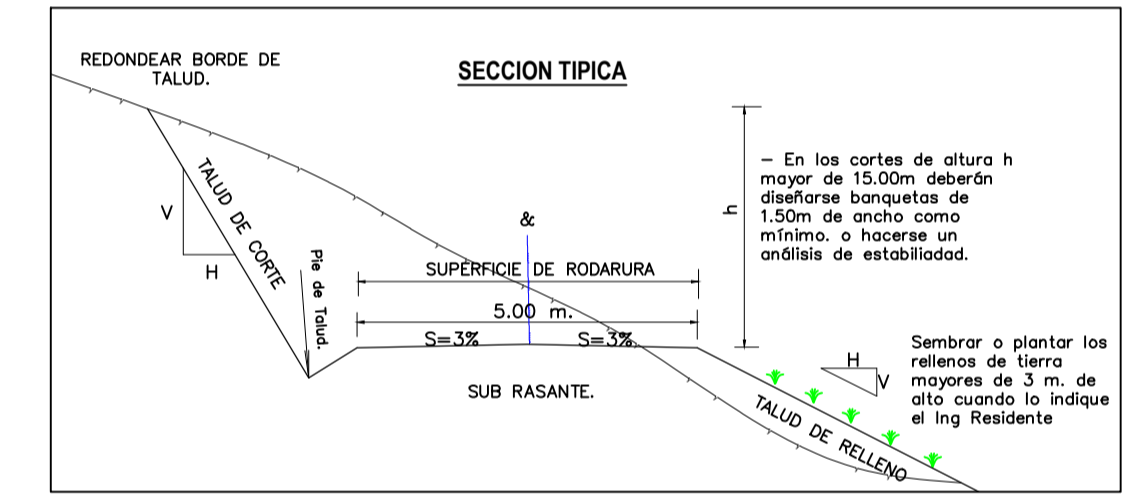 REDONDEAR BORDE DE
TALUD.
SECCION TIPICA
TALUD DE CORTE
V
H
Pie de Talud.
&
SUPERFICIE DE RODARURA
5.00 m.
S=3%
S=3%
SUB RASANTE.
h
– En los cortes de altura h
mayor de 15.00m deberán
diseñarse banquetas de
1.50m de ancho como
mínimo. o hacerse un
análisis de estabiliadad.
H
V
Sembrar o plantar los
rellenos de tierra
mayores de 3 m. de
alto cuando lo indique
el Ing Residente
TALUD DE RELLENO